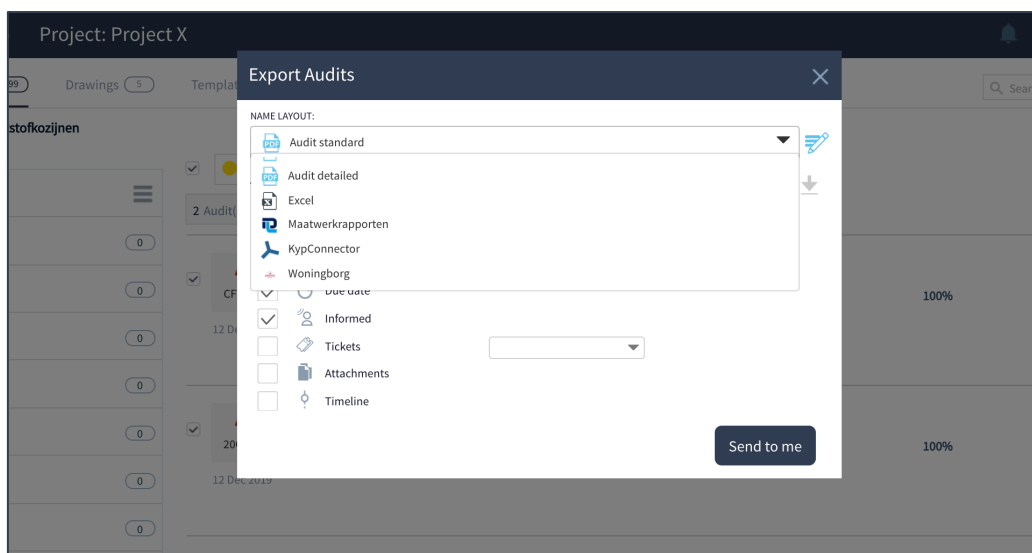 Project: Project X
99
Drawings 5
Templat
Sear
stofkozijnen
Export Audits
NAME LAYOUT:
PDF Audit standard
PDF Audit detailed
Excel
Maatwerkrapporten
KypConnector
Woningborg
Due date
Informed
Tickets
Attachments
Timeline
Send to me
2 Audit(
0
0
0
0
0
0
0
CF
12 De
100%
20
12 Dec 2019
100%